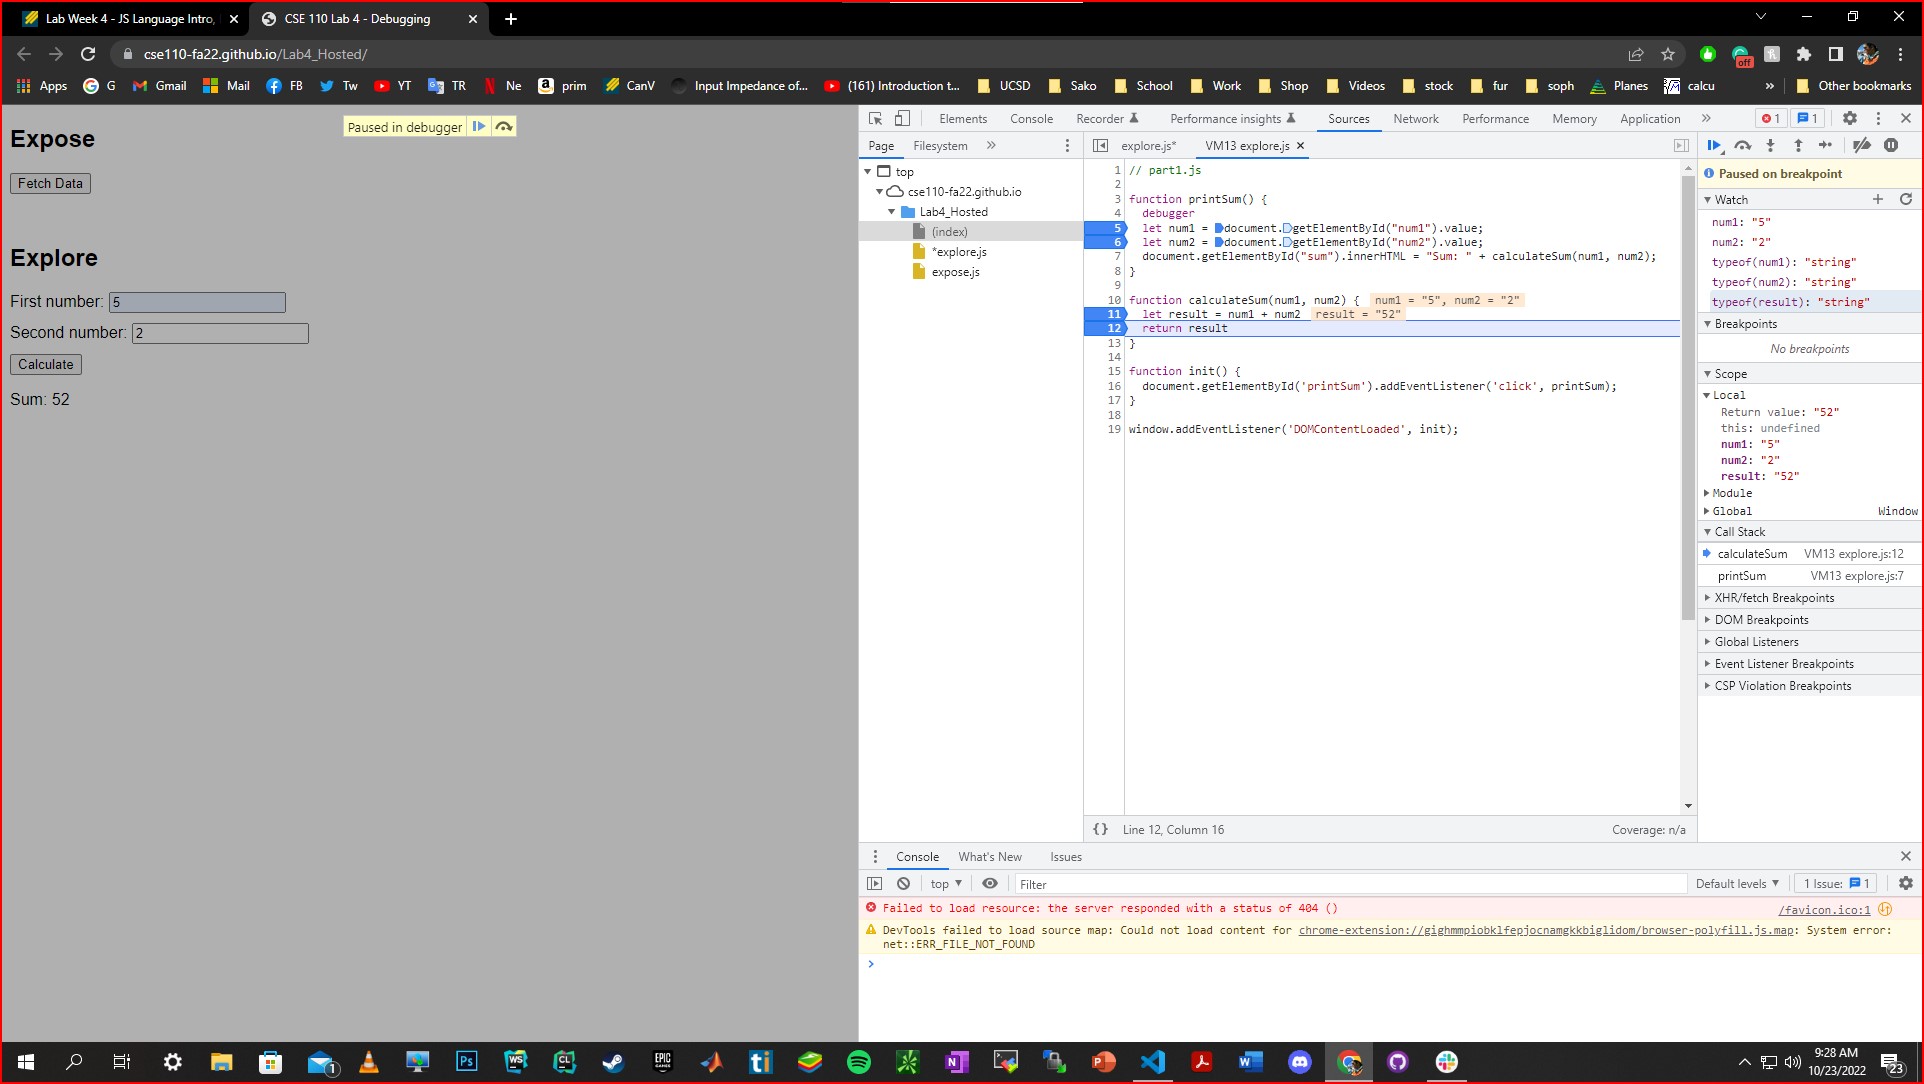 Lab Week 4 - JS Language Intro,
CSE 110 Lab 4 - Debugging
cse110-fa22.github.io/Lab4_Hosted/
off
Apps G Gmail Mail FB Tw YT TR Ne prim CanV Input Impedance of... (161) Introduction t... UCSD Sako School Work Shop Videos stock fur soph Planes calcu » Other bookmarks
Expose
Paused in debugger
Fetch Data
Explore
First number: 5
Second number: 2
Calculate
Sum: 52
Elements Console Recorder Performance insights Sources Network Performance Memory Application » 1 1
Page Filesystem »
top
cse110-fa22.github.io
Lab4_Hosted
(index)
*explore.js
expose.js
explore.js* VM13 explore.js
1 // part1.js
2
3 function printSum() {
4 debugger
5 let num1 = document.getElementById("num1").value;
6 let num2 = document.getElementById("num2").value;
7 document.getElementById("sum").innerHTML = "Sum: " + calculateSum(num1, num2);
8 }
9
10 function calculateSum(num1, num2) { num1 = "5", num2 = "2"
11 let result = num1 + num2 result = "52"
12 return result
13 }
14
15 function init() {
16 document.getElementById('printSum').addEventListener('click', printSum);
17 }
18
19 window.addEventListener('DOMContentLoaded', init);
{} Line 12, Column 16 Coverage: n/a
Paused on breakpoint
Watch
num1: "5"
num2: "2"
typeof(num1): "string"
typeof(num2): "string"
typeof(result): "string"
Breakpoints
No breakpoints
Scope
Local
Return value: "52"
this: undefined
num1: "5"
num2: "2"
result: "52"
Module
Global Window
Call Stack
calculateSum VM13 explore.js:12
printSum VM13 explore.js:7
XHR/fetch Breakpoints
DOM Breakpoints
Global Listeners
Event Listener Breakpoints
CSP Violation Breakpoints
Console What's New Issues
top Filter Default levels 1 Issue: 1
Failed to load resource: the server responded with a status of 404 () /favicon.ico:1
DevTools failed to load source map: Could not load content for chrome-extension://gighmmpiobklfepjocnamgkkbiglidom/browser-polyfill.js.map: System error:
net::ERR_FILE_NOT_FOUND
1 Ps WS CL EPIC GAMES ti N P W
9:28 AM
10/23/2022
23